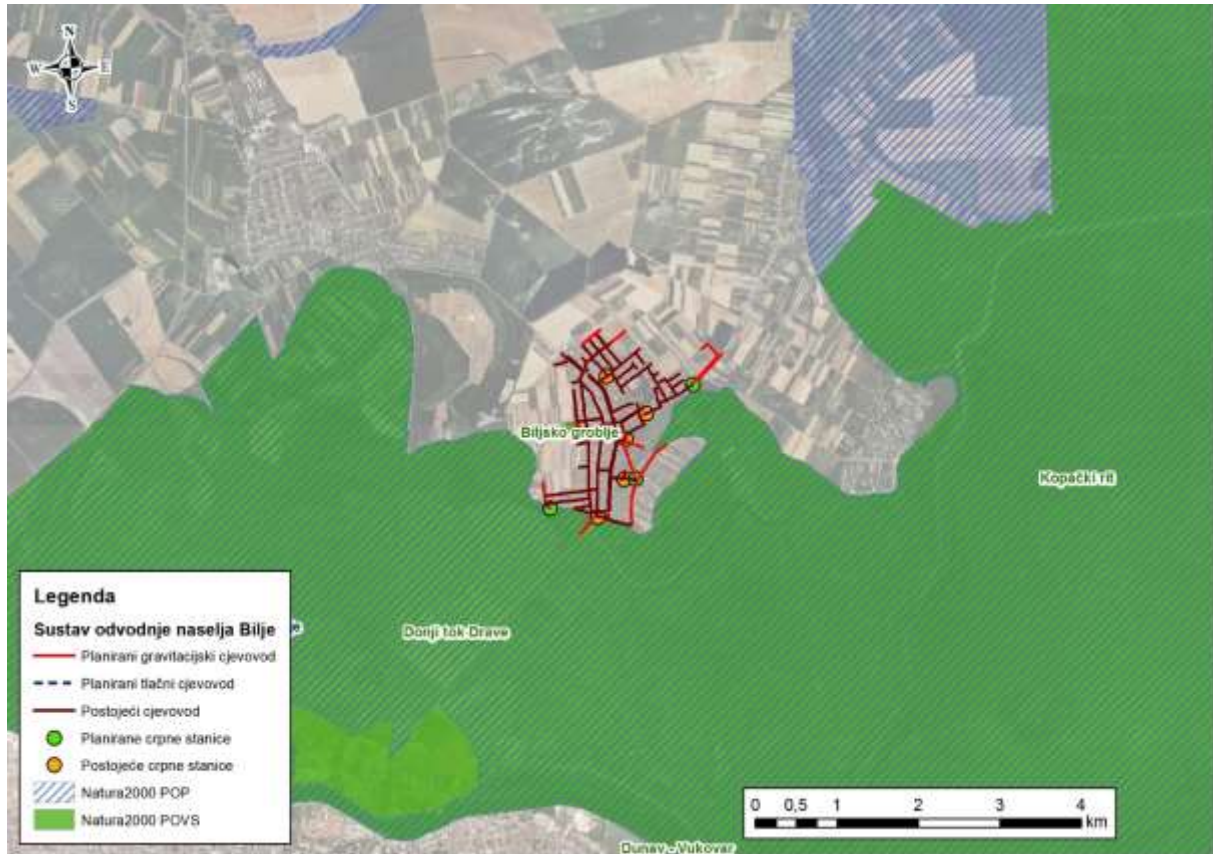 N
W E
S
Biljsko groblje
Kopački rit
Donji tok Drave
Dunav - Vukovar
Legenda
Sustav odvodnje naselja Bilje
Planirani gravitacijski cjevovod
Planirani tlačni cjevovod
Postojeći cjevovod
Planirane crpne stanice
Postojeće crpne stanice
Natura2000 POP
Natura2000 POVS
0 0,5 1 2 3 4
km